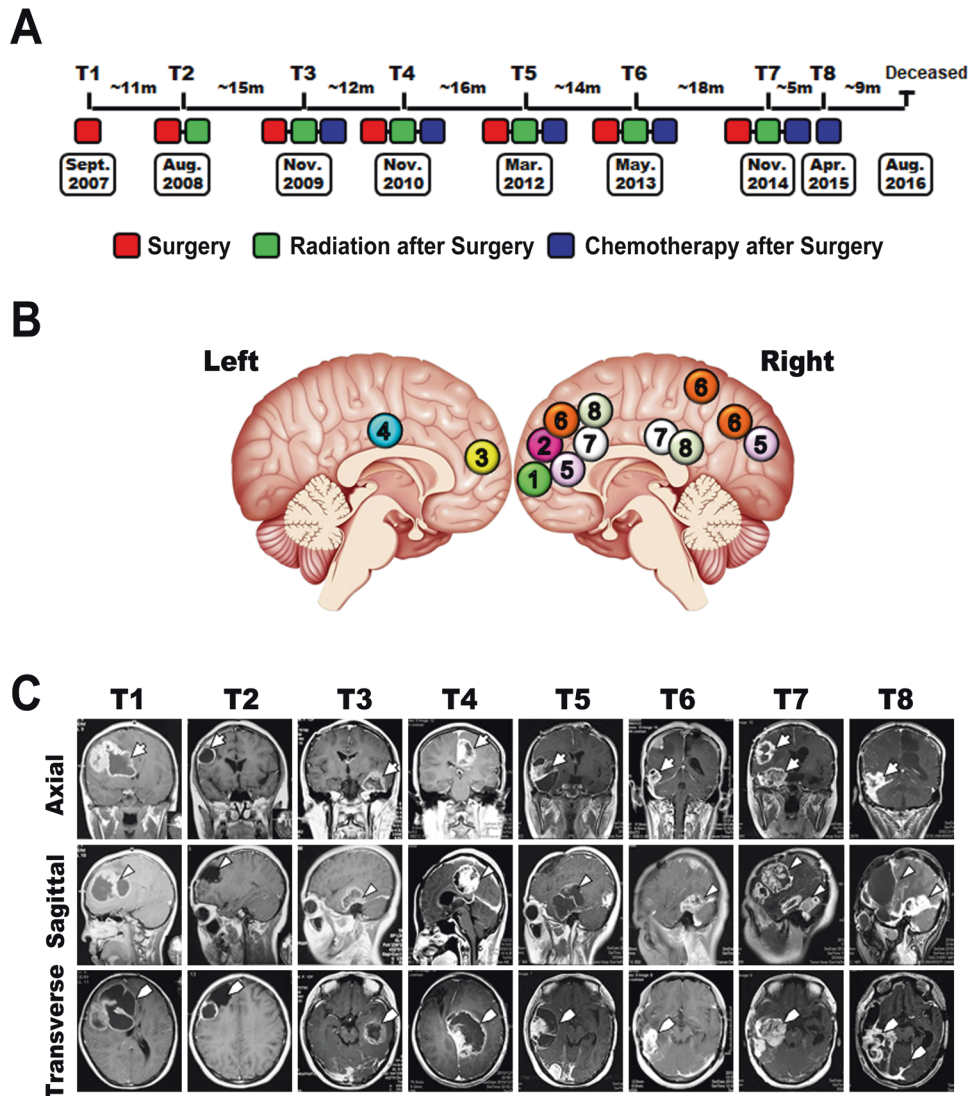 A
T1 T2 T3 T4 T5 T6 T7 T8 Deceased
~11m ~15m ~12m ~16m ~14m ~18m ~5m ~9m
Sept. 2007
Aug. 2008
Nov. 2009
Nov. 2010
Mar. 2012
May. 2013
Nov. 2014
Apr. 2015
Aug. 2016
Surgery Radiation after Surgery Chemotherapy after Surgery
B
Left Right
4
3
6
8
6
6
2
7
7
8
5
1
5
C
T1 T2 T3 T4 T5 T6 T7 T8
Axial
Sagittal
Transverse